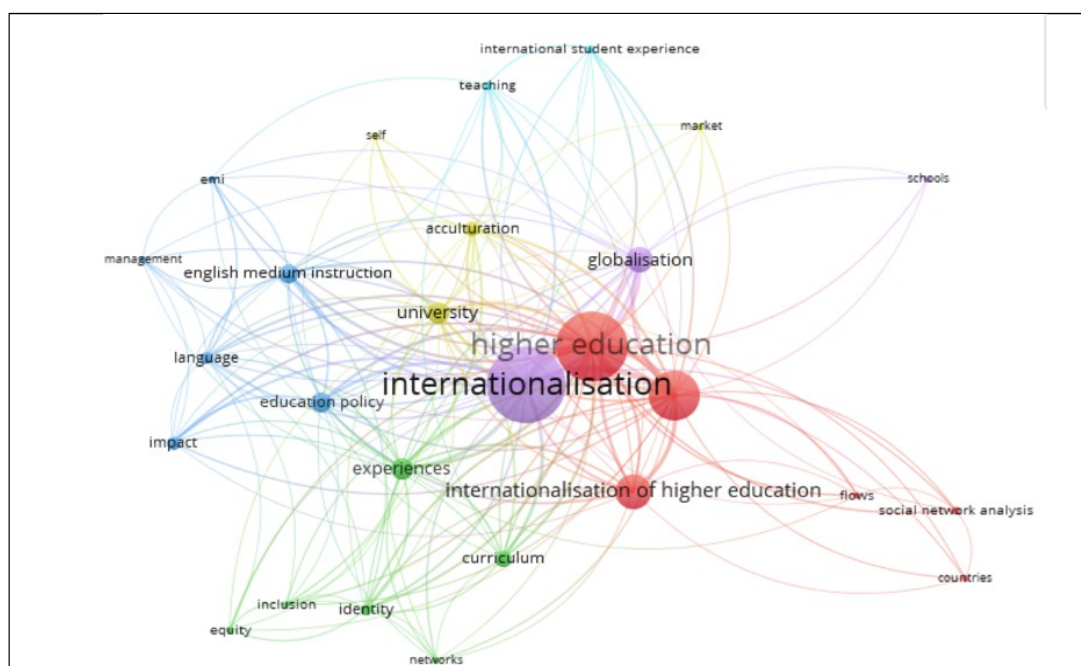 international student experience
teaching
market
self
emi
schools
acculturation
management
globalisation
english medium instruction
university
higher education
language
internationalisation
education policy
impact
experiences
internationalisation of higher education
flows
social network analysis
curriculum
countries
inclusion
identity
equity
networks